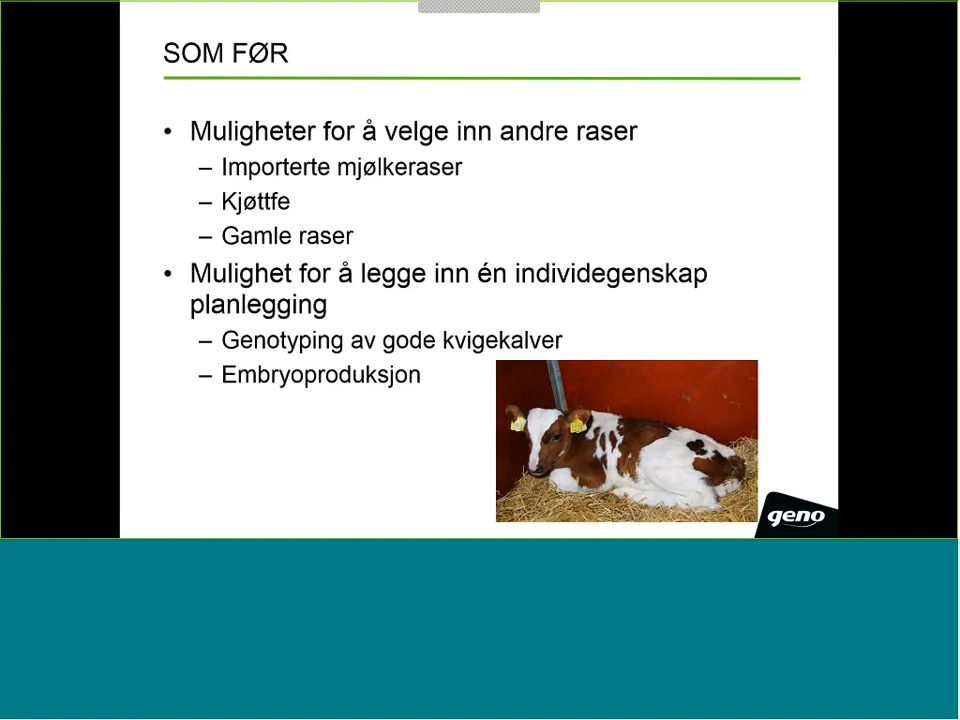 SOM FØR
• Muligheter for å velge inn andre raser
– Importerte mjølkeraser
– Kjøttfe
– Gamle raser
• Mulighet for å legge inn én individegenskap
planlegging
– Genotyping av gode kvigekalver
– Embryoproduksjon
geno